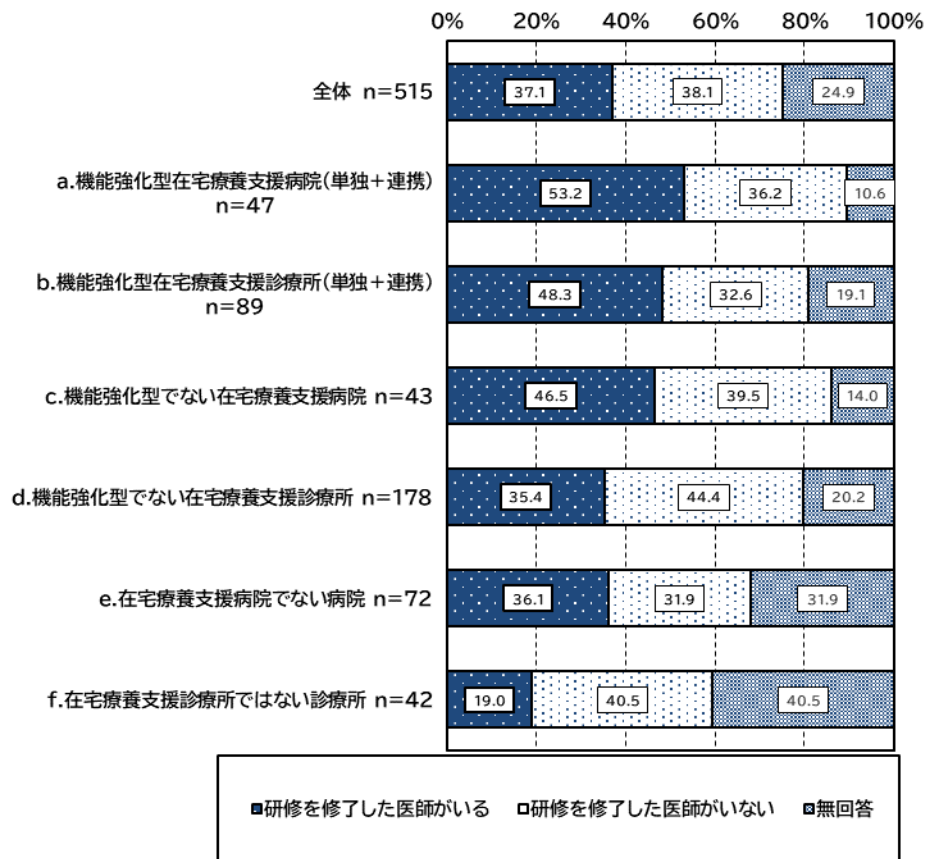 0% 20% 40% 60% 80% 100%
全体 n=515 37.1 38.1 24.9
a.機能強化型在宅療養支援病院(単独+連携)
n=47 53.2 36.2 10.6
b.機能強化型在宅療養支援診療所(単独+連携)
n=89 48.3 32.6 19.1
c.機能強化型でない在宅療養支援病院 n=43 46.5 39.5 14.0
d.機能強化型でない在宅療養支援診療所 n=178 35.4 44.4 20.2
e.在宅療養支援病院でない病院 n=72 36.1 31.9 31.9
f.在宅療養支援診療所ではない診療所 n=42 19.0 40.5 40.5
研修を修了した医師がいる 研修を修了した医師がいない 無回答